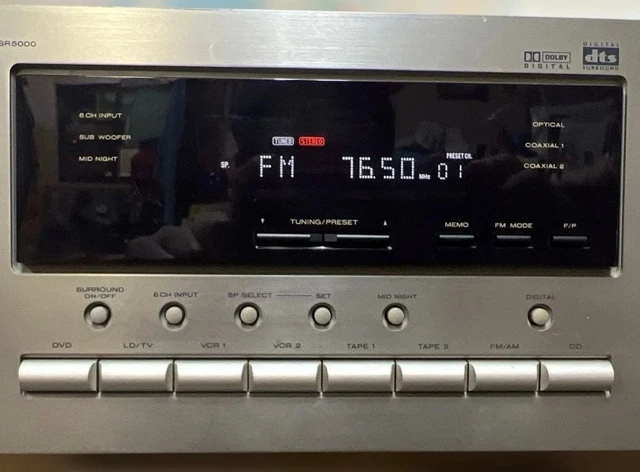 SR5000
DOLBY
DIGITAL
DIGITAL
dts
SURROUND
6 CH INPUT
SUB WOOFER
MID NIGHT
TUNED STEREO
SP.
FM 76.50 MHz
PRESET CH.
01
OPTICAL
COAXIAL 1
COAXIAL 2
TUNING/PRESET
MEMO FM MODE F/P
SURROUND
ON/OFF
6 CH INPUT SP SELECT SET MID NIGHT DIGITAL
DVD LD/TV VCR 1 VCR 2 TAPE 1 TAPE 2 FM/AM CD